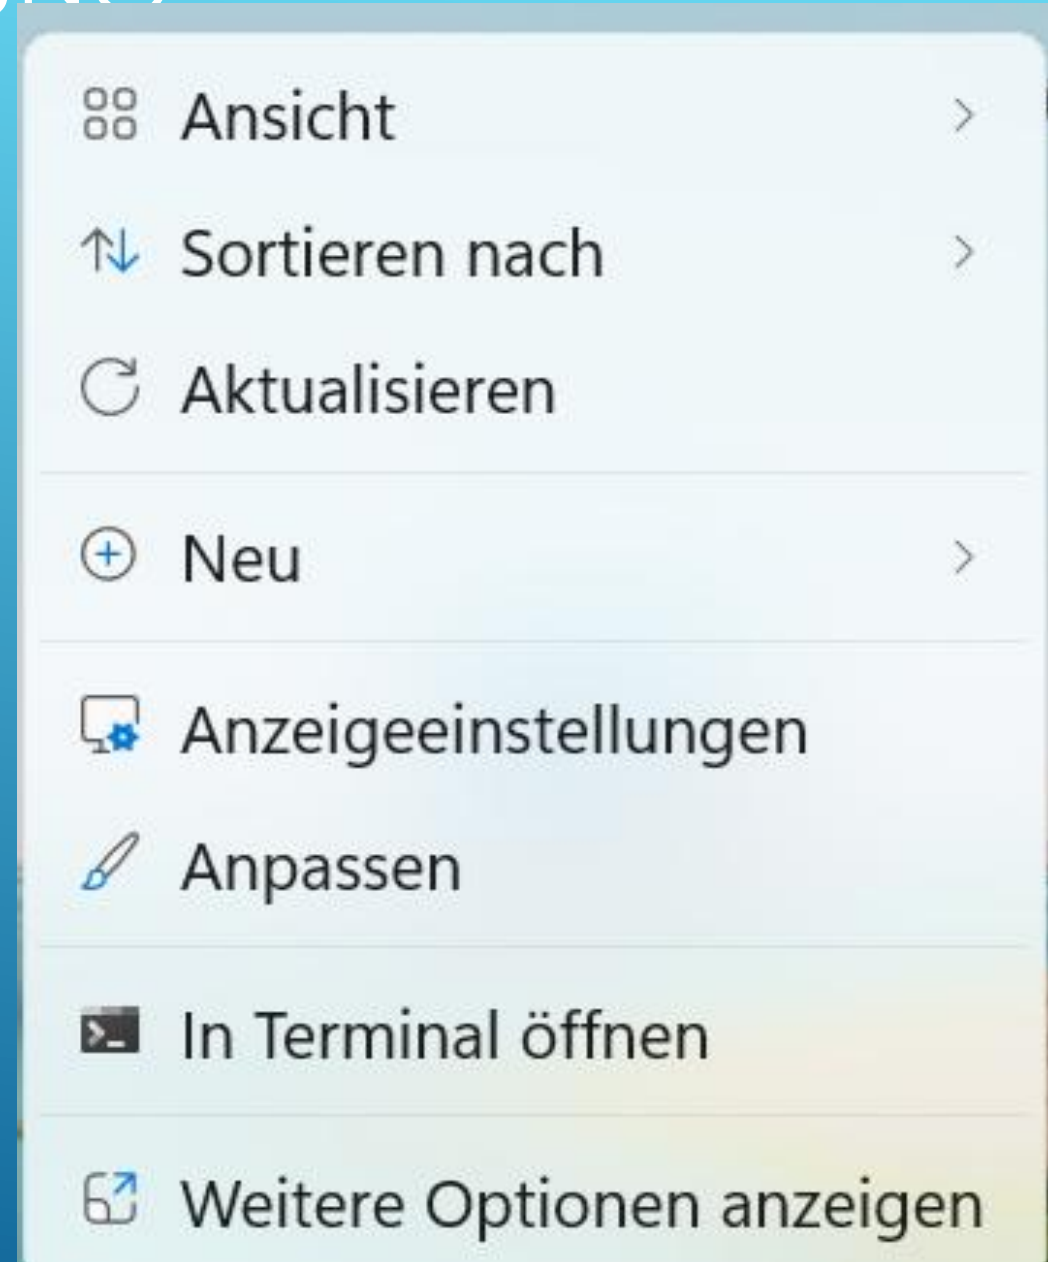 Ansicht
Sortieren nach
Aktualisieren
Neu
Anzeigeeinstellungen
Anpassen
In Terminal öffnen
Weitere Optionen anzeigen